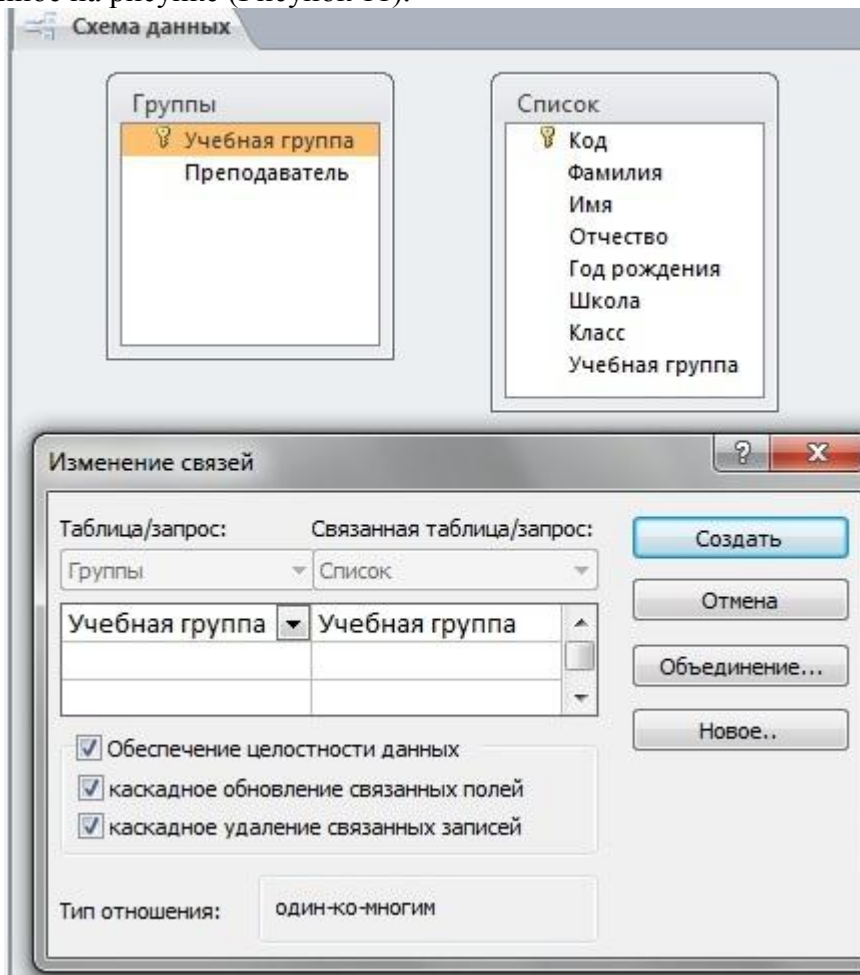 (Рисунок
Схема данных
Группы
Учебная группа
Преподаватель
Список
Код
Фамилия
Имя
Отчество
Год рождения
Школа
Класс
Учебная группа
Изменение связей
Таблица/запрос: Связанная таблица/запрос:
Группы Список
Учебная группа Учебная группа
Обеспечение целостности данных
каскадное обновление связанных полей
каскадное удаление связанных записей
Тип отношения: один-ко-многим
Создать
Отмена
Объединение...
Новое..